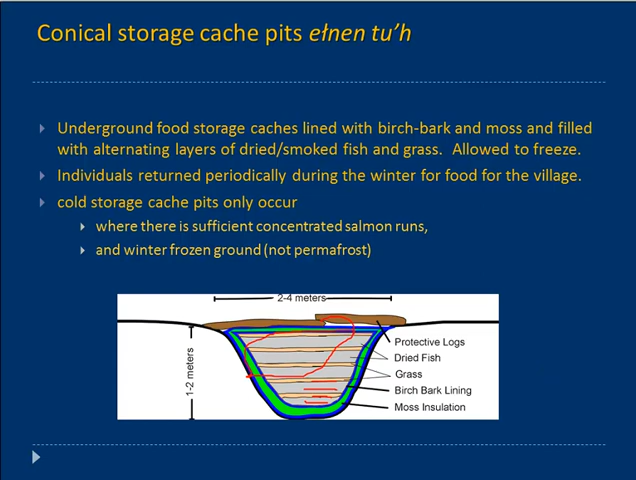 Conical storage cache pits ełnen tu’h
Underground food storage caches lined with birch-bark and moss and filled
with alternating layers of dried/smoked fish and grass. Allowed to freeze.
Individuals returned periodically during the winter for food for the village.
cold storage cache pits only occur
where there is sufficient concentrated salmon runs,
and winter frozen ground (not permafrost)
2-4 meters
1-2 meters
Protective Logs
Dried Fish
Grass
Birch Bark Lining
Moss Insulation